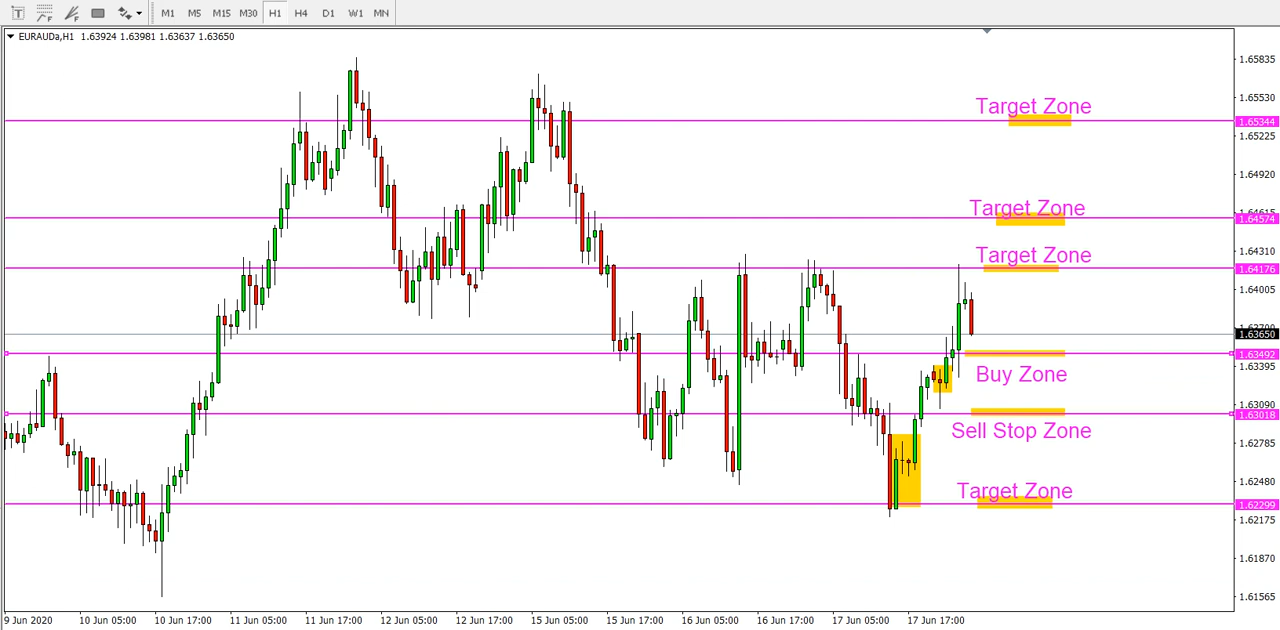 T F F M1 M5 M15 M30 H1 H4 D1 W1 MN
EURAUDa,H1 1.63924 1.63981 1.63637 1.63650
1.65835
1.65530
Target Zone
1.65344
1.65225
1.64920
Target Zone
1.64615
1.64574
1.64310
Target Zone
1.64176
1.64005
1.63700
1.63650
1.63492
1.63395
Buy Zone
1.63090
1.63018
Sell Stop Zone
1.62785
1.62480
Target Zone
1.62299
1.62175
1.61870
1.61565
9 Jun 2020 10 Jun 05:00 10 Jun 17:00 11 Jun 05:00 11 Jun 17:00 12 Jun 05:00 12 Jun 17:00 15 Jun 05:00 15 Jun 17:00 16 Jun 05:00 16 Jun 17:00 17 Jun 05:00 17 Jun 17:00